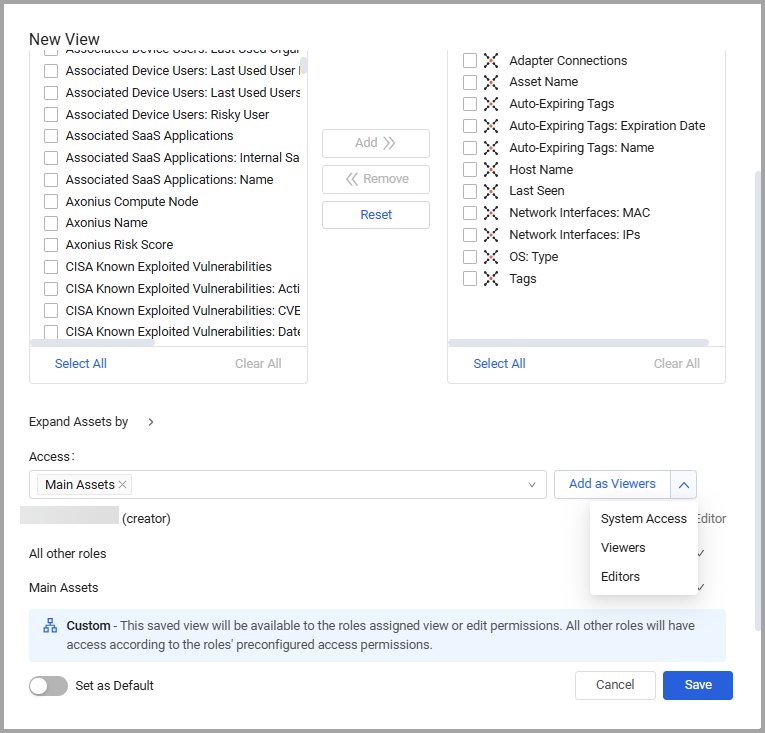 New View
Associated Device Users: Last Used Organ
Associated Device Users: Last Used User
Associated Device Users: Last Used Users
Associated Device Users: Risky User
Associated SaaS Applications
Associated SaaS Applications: Internal Sa
Associated SaaS Applications: Name
Axonius Compute Node
Axonius Name
Axonius Risk Score
CISA Known Exploited Vulnerabilities
CISA Known Exploited Vulnerabilities: Acti
CISA Known Exploited Vulnerabilities: CVE
CISA Known Exploited Vulnerabilities: Date
Select All
Clear All
Add
Remove
Reset
Adapter Connections
Asset Name
Auto-Expiring Tags
Auto-Expiring Tags: Expiration Date
Auto-Expiring Tags: Name
Host Name
Last Seen
Network Interfaces: MAC
Network Interfaces: IPs
OS: Type
Tags
Select All
Clear All
Expand Assets by
Access:
Main Assets
Add as Viewers
(creator)
Editor
System Access
Viewers
Editors
All other roles
Main Assets
Custom - This saved view will be available to the roles assigned view or edit permissions. All other roles will have
access according to the roles' preconfigured access permissions.
Set as Default
Cancel
Save